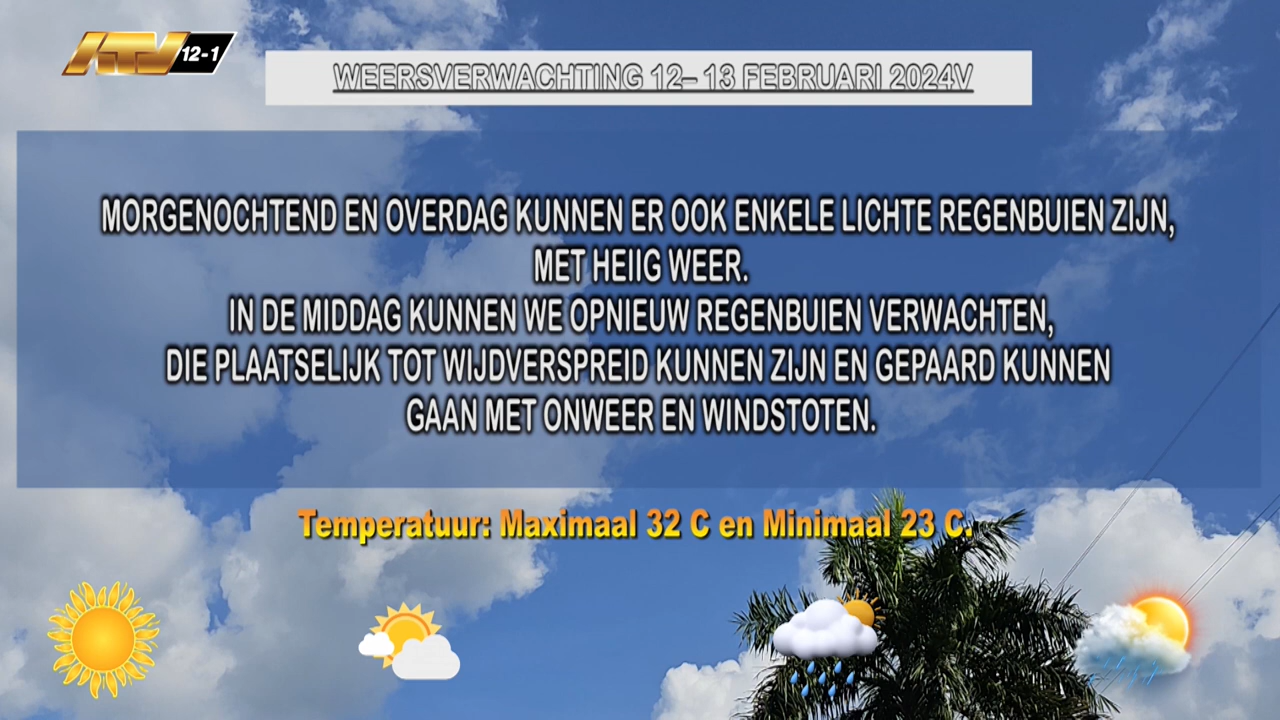 ATV 12-1
WEERSVERWACHTING 12– 13 FEBRUARI 2024V
MORGENOCHTEND EN OVERDAG KUNNEN ER OOK ENKELE LICHTE REGENBUIEN ZIJN,
MET HEIIG WEER.
IN DE MIDDAG KUNNEN WE OPNIEUW REGENBUIEN VERWACHTEN,
DIE PLAATSELIJK TOT WIJDVERSPREID KUNNEN ZIJN EN GEPAARD KUNNEN
GAAN MET ONWEER EN WINDSTOTEN.
Temperatuur: Maximaal 32 C en Minimaal 23 C.